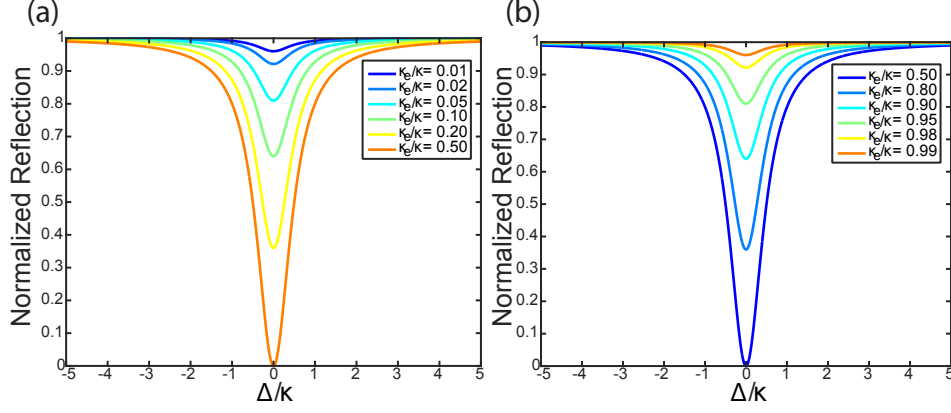 (a)
Normalized Reflection
1
0.9
0.8
0.7
0.6
0.5
0.4
0.3
0.2
0.1
0
-5 -4 -3 -2 -1 0 1 2 3 4 5
Δ/κ
κe/κ= 0.01
κe/κ= 0.02
κe/κ= 0.05
κe/κ= 0.10
κe/κ= 0.20
κe/κ= 0.50
(b)
Normalized Reflection
1
0.9
0.8
0.7
0.6
0.5
0.4
0.3
0.2
0.1
0
-5 -4 -3 -2 -1 0 1 2 3 4 5
Δ/κ
κe/κ= 0.50
κe/κ= 0.80
κe/κ= 0.90
κe/κ= 0.95
κe/κ= 0.98
κe/κ= 0.99